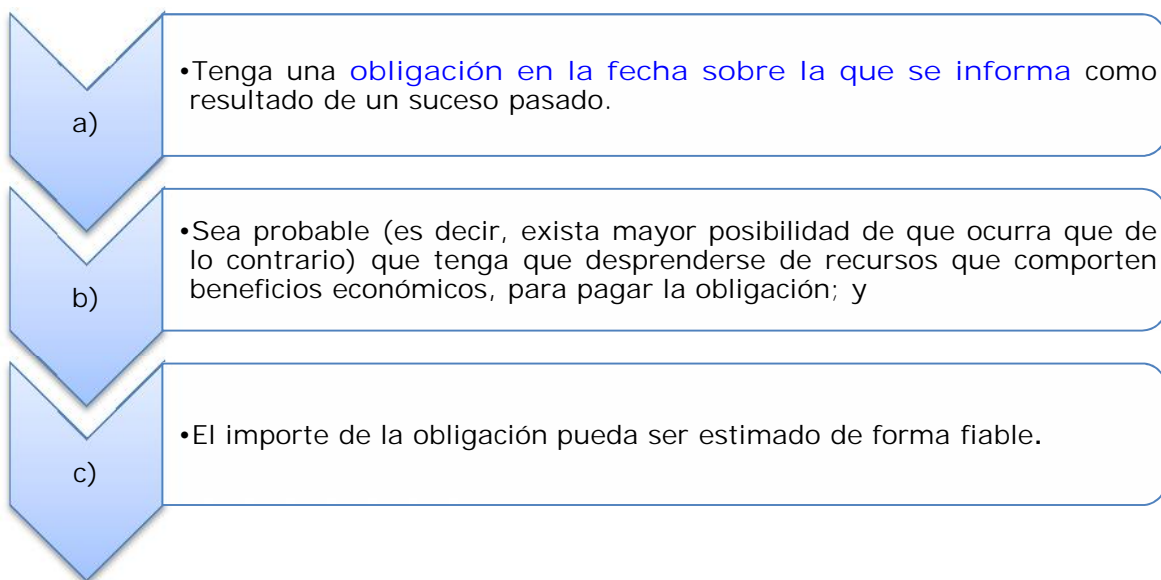 a)
•Tenga una obligación en la fecha sobre la que se informa como
resultado de un suceso pasado.
b)
•Sea probable (es decir, exista mayor posibilidad de que ocurra que de
lo contrario) que tenga que desprenderse de recursos que comporten
beneficios económicos, para pagar la obligación; y
c)
•El importe de la obligación pueda ser estimado de forma fiable.